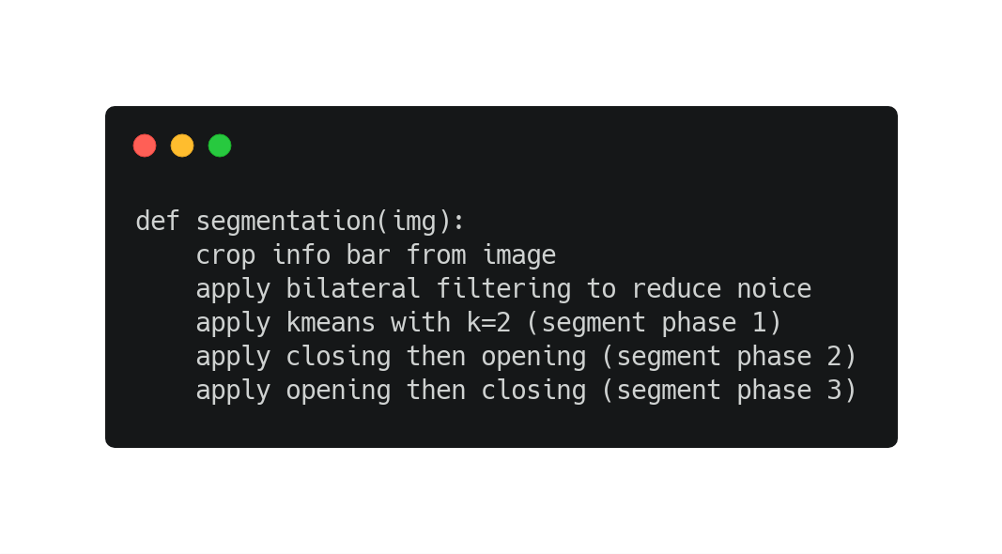 def segmentation(img):
    crop info bar from image
    apply bilateral filtering to reduce noice
    apply kmeans with k=2 (segment phase 1)
    apply closing then opening (segment phase 2)
    apply opening then closing (segment phase 3)